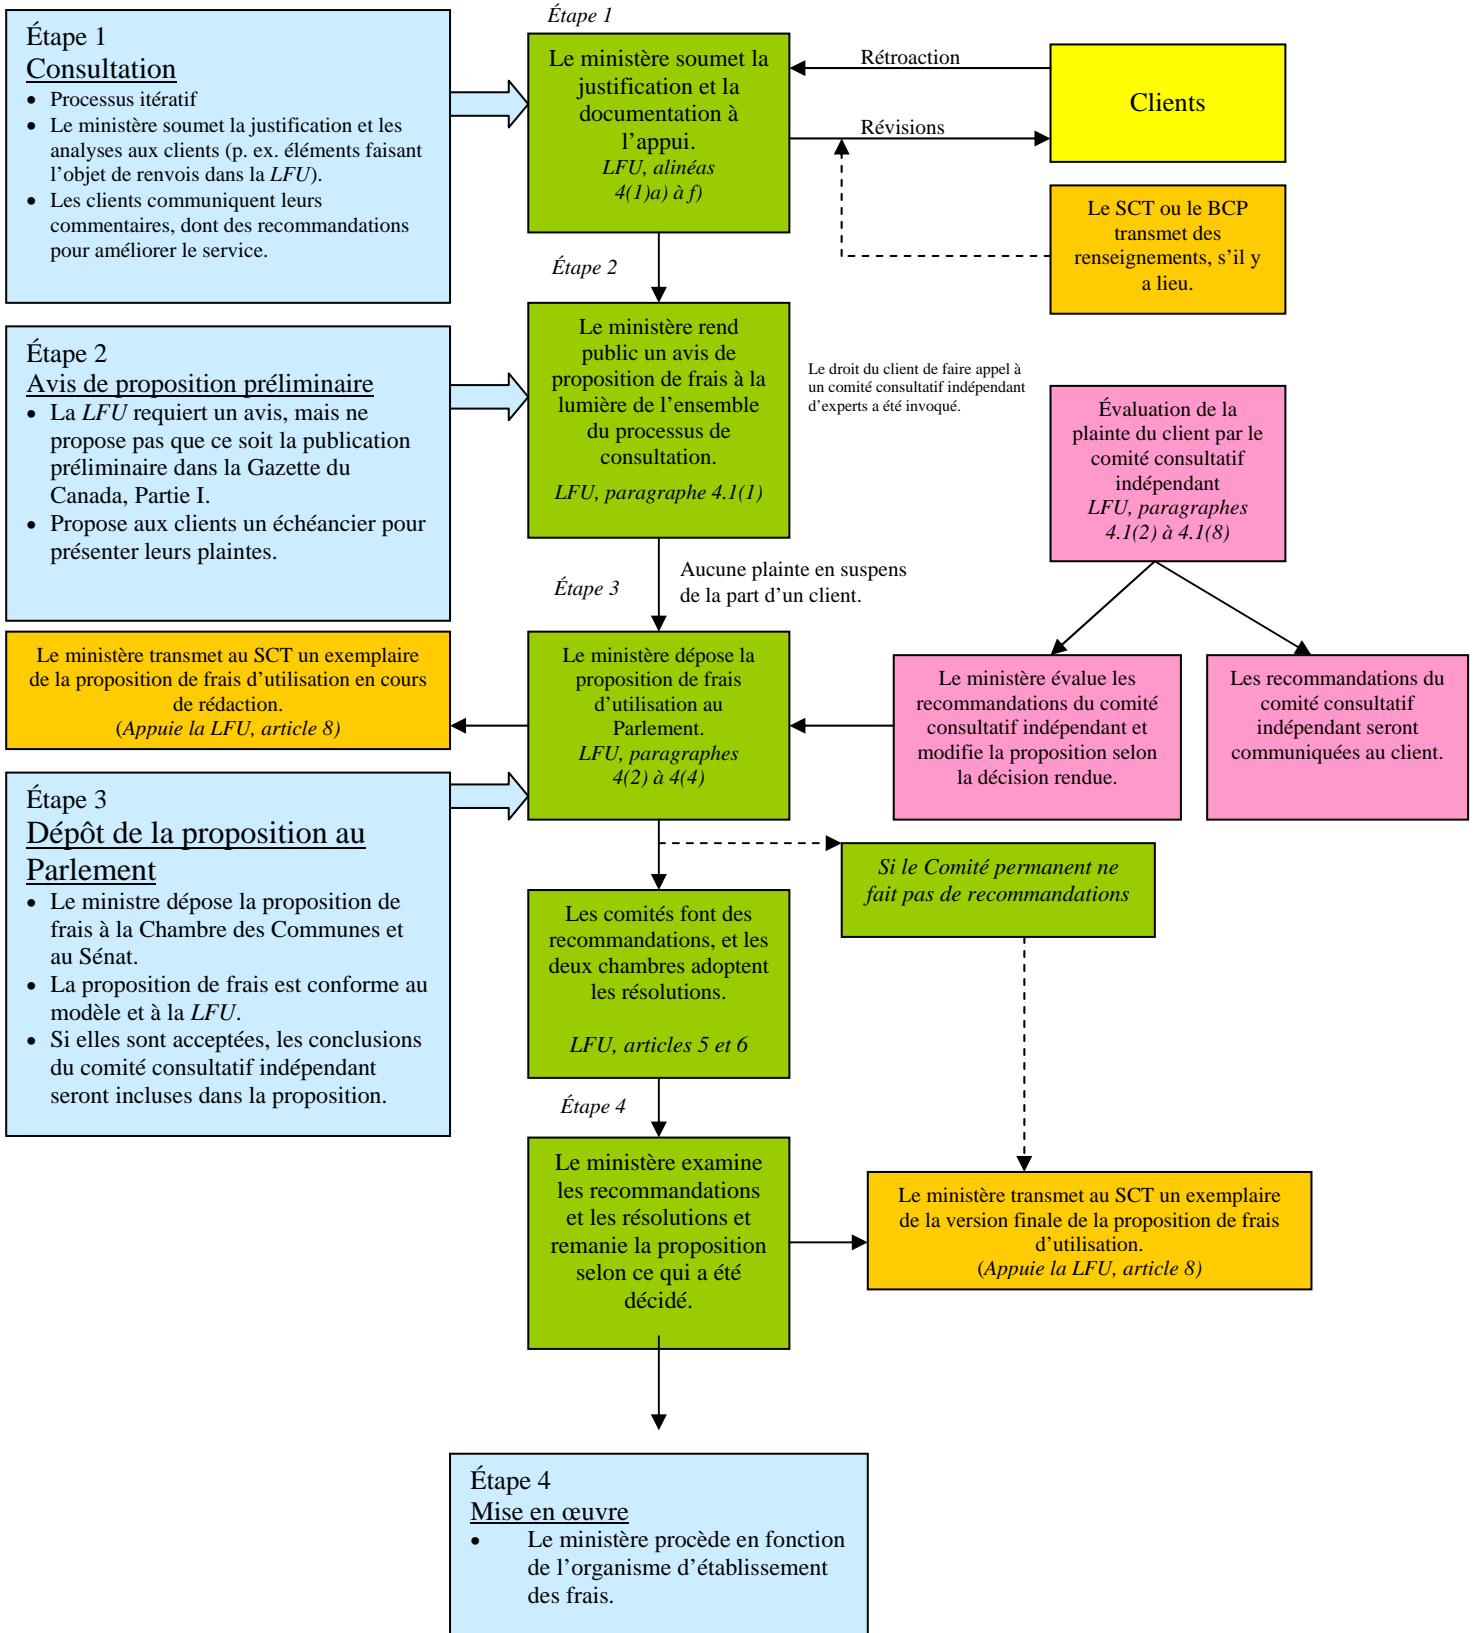 Étape 1
Étape 1
Consultation
• Processus itératif
• Le ministère soumet la justification et les
analyses aux clients (p. ex. éléments faisant
l’objet de renvois dans la LFU).
• Les clients communiquent leurs
commentaires, dont des recommandations
pour améliorer le service.
Le ministère soumet la
justification et la
documentation à
l’appui.
LFU, alinéas
4(1)a) à f)
Rétroaction
Révisions
Clients
Le SCT ou le BCP
transmet des
renseignements, s’il y
a lieu.
Étape 2
Étape 2
Avis de proposition préliminaire
• La LFU requiert un avis, mais ne
propose pas que ce soit la publication
préliminaire dans la Gazette du
Canada, Partie I.
• Propose aux clients un échéancier pour
présenter leurs plaintes.
Le ministère rend
public un avis de
proposition de frais à la
lumière de l’ensemble
du processus de
consultation.
LFU, paragraphe 4.1(1)
Le droit du client de faire appel à
un comité consultatif indépendant
d’experts a été invoqué.
Évaluation de la
plainte du client par le
comité consultatif
indépendant
LFU, paragraphes
4.1(2) à 4.1(8)
Étape 3
Aucune plainte en suspens
de la part d’un client.
Le ministère transmet au SCT un exemplaire
de la proposition de frais d’utilisation en cours
de rédaction.
(Appuie la LFU, article 8)
Le ministère dépose la
proposition de frais
d’utilisation au
Parlement.
LFU, paragraphes
4(2) à 4(4)
Le ministère évalue les
recommandations du comité
consultatif indépendant et
modifie la proposition selon
la décision rendue.
Les recommandations du
comité consultatif
indépendant seront
communiquées au client.
Étape 3
Dépôt de la proposition au
Parlement
• Le ministre dépose la proposition de
frais à la Chambre des Communes et
au Sénat.
• La proposition de frais est conforme au
modèle et à la LFU.
• Si elles sont acceptées, les conclusions
du comité consultatif indépendant
seront incluses dans la proposition.
Si le Comité permanent ne
fait pas de recommandations
Les comités font des
recommandations, et les
deux chambres adoptent
les résolutions.
LFU, articles 5 et 6
Étape 4
Le ministère examine
les recommandations
et les résolutions et
remanie la proposition
selon ce qui a été
décidé.
Le ministère transmet au SCT un exemplaire
de la version finale de la proposition de frais
d’utilisation.
(Appuie la LFU, article 8)
Étape 4
Mise en œuvre
• Le ministère procède en fonction
de l’organisme d’établissement
des frais.